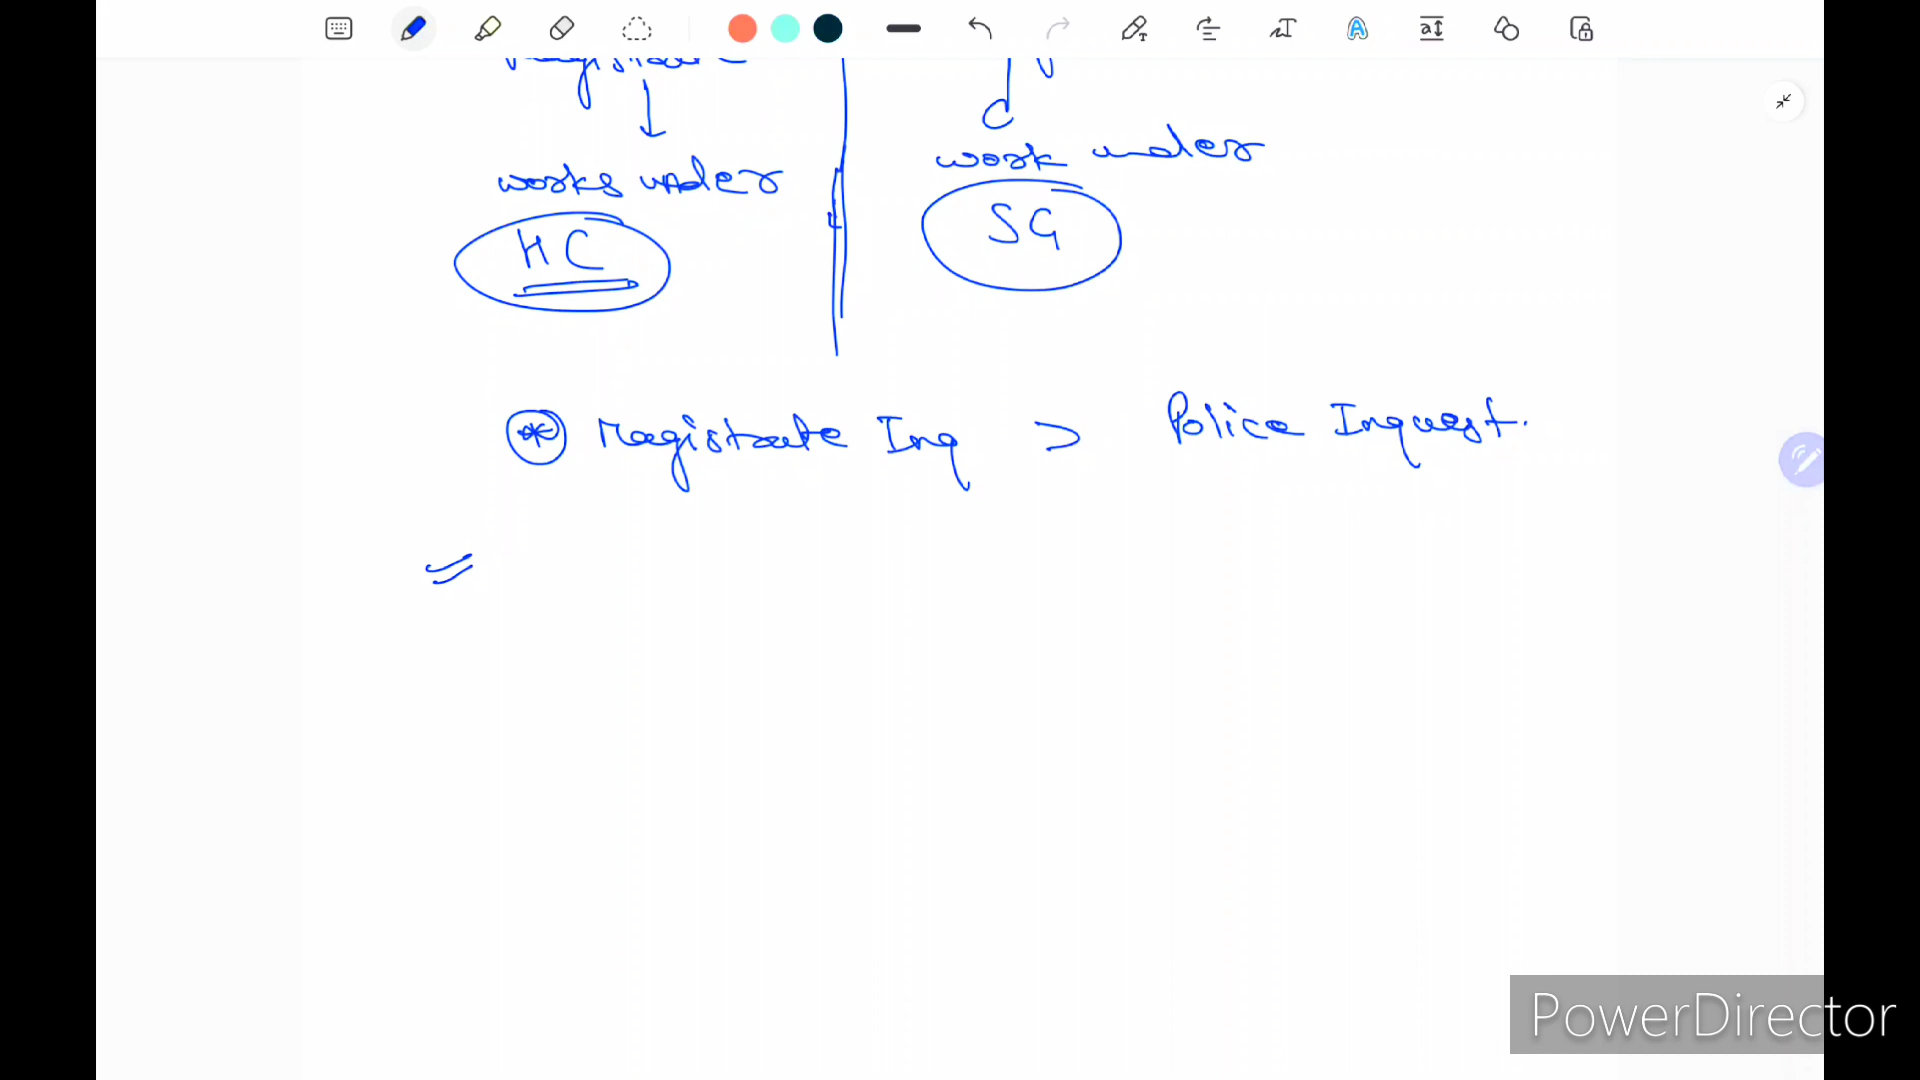 works under
work under
HC
SG
* Magistrate Inq > Police Inquest.
PowerDirector